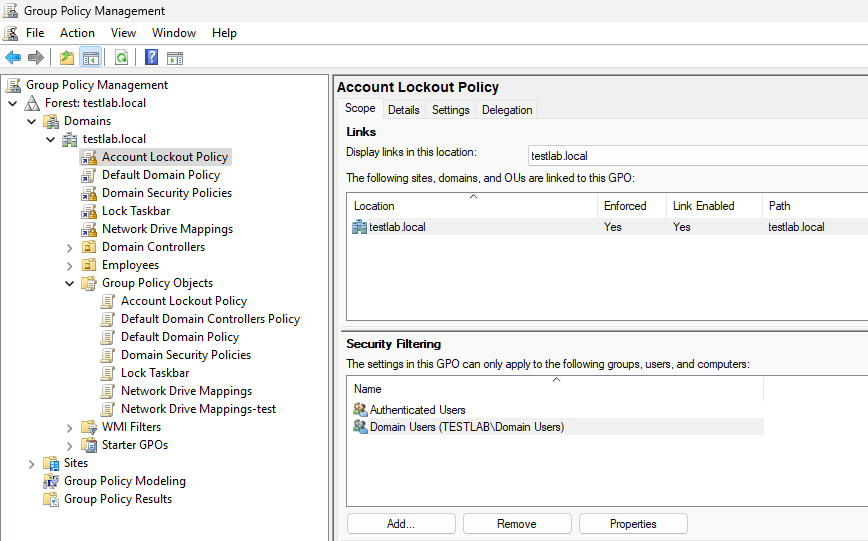 Group Policy Management
File Action View Window Help
Group Policy Management
Forest: testlab.local
Domains
testlab.local
Account Lockout Policy
Default Domain Policy
Domain Security Policies
Lock Taskbar
Network Drive Mappings
Domain Controllers
Employees
Group Policy Objects
Account Lockout Policy
Default Domain Controllers Policy
Default Domain Policy
Domain Security Policies
Lock Taskbar
Network Drive Mappings
Network Drive Mappings-test
WMI Filters
Starter GPOs
Sites
Group Policy Modeling
Group Policy Results
Account Lockout Policy
Scope Details Settings Delegation
Links
Display links in this location: testlab.local
The following sites, domains, and OUs are linked to this GPO:
Location Enforced Link Enabled Path
testlab.local Yes Yes testlab.local
Security Filtering
The settings in this GPO can only apply to the following groups, users, and computers:
Name
Authenticated Users
Domain Users (TESTLAB\Domain Users)
Add... Remove Properties